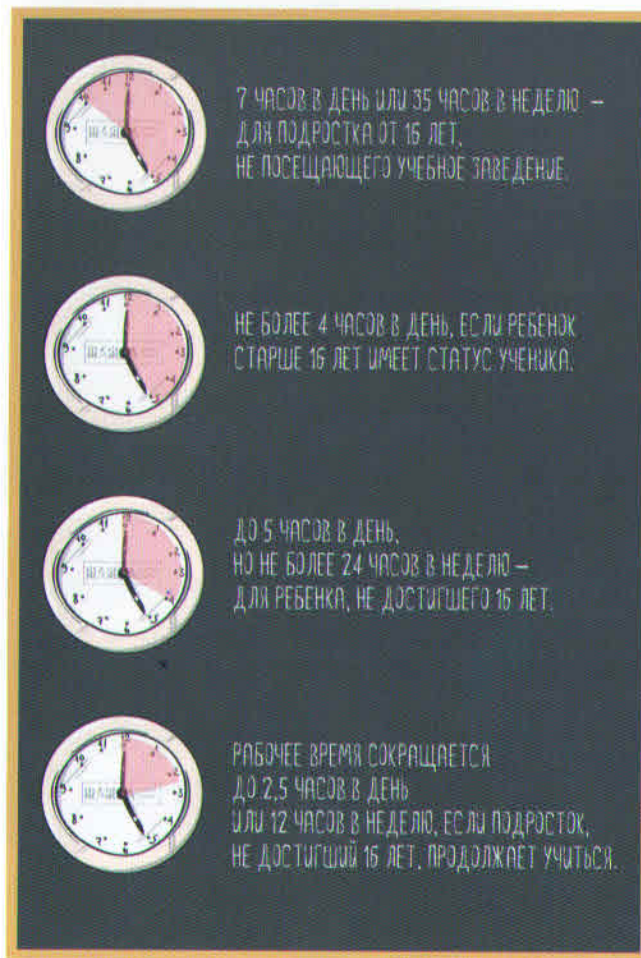 7 ЧАСОВ В ДЕНЬ ИЛИ 35 ЧАСОВ В НЕДЕЛЮ –
ДЛЯ ПОДРОСТКА ОТ 16 ЛЕТ,
НЕ ПОСЕЩАЮЩЕГО УЧЕБНОЕ ЗАВЕДЕНИЕ.
НЕ БОЛЕЕ 4 ЧАСОВ В ДЕНЬ, ЕСЛИ РЕБЕНОК
СТАРШЕ 16 ЛЕТ ИМЕЕТ СТАТУС УЧЕНИКА.
ДО 5 ЧАСОВ В ДЕНЬ,
НО НЕ БОЛЕЕ 24 ЧАСОВ В НЕДЕЛЮ –
ДЛЯ РЕБЕНКА, НЕ ДОСТИГШЕГО 16 ЛЕТ.
РАБОЧЕЕ ВРЕМЯ СОКРАЩАЕТСЯ
ДО 2,5 ЧАСОВ В ДЕНЬ
ИЛИ 12 ЧАСОВ В НЕДЕЛЮ, ЕСЛИ ПОДРОСТОК,
НЕ ДОСТИГШИЙ 16 ЛЕТ, ПРОДОЛЖАЕТ УЧИТЬСЯ.